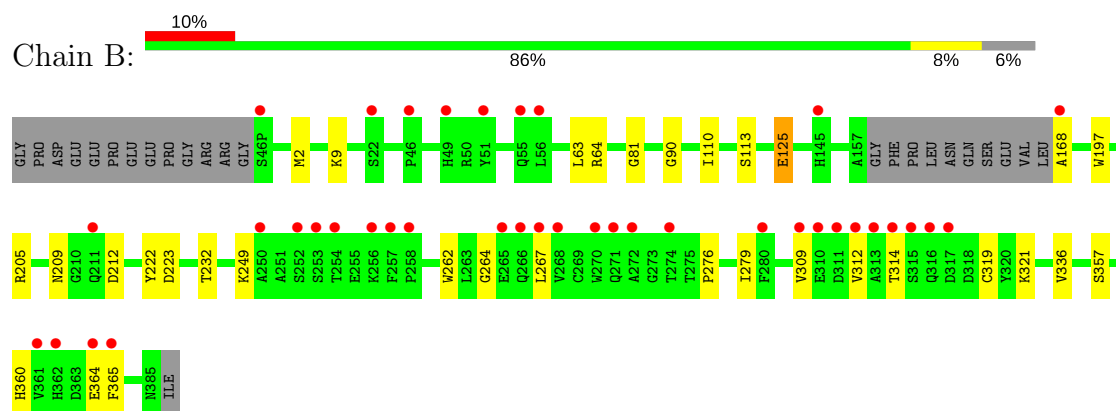 10%
Chain B:
86% 8% 6%
GLY PRO ASP GLU GLU PRO GLU GLU PRO GLY ARG ARG GLY S46P M2 K9 S22 P46 H49 R50 Y51 Q55 L56 L63 R64 G81 G90 I110 S113 E125 H145 A157 GLY PHE PRO LEU ASN GLN SER GLU VAL LEU A168 W197
R205 N209 G210 Q211 D212 Y222 D223 T232 K249 A250 A251 S252 S253 T254 E255 K256 F257 P258 W262 L263 G264 E265 Q266 L267 V268 C269 W270 Q271 A272 G273 T274 T275 P276 I279 F280 V309 E310 D311 V312 A313 T314 S315 Q316 D317 D318 C319 Y320 K321 V336 S357
H360 V361 H362 D363 E364 F365 N385 ILE